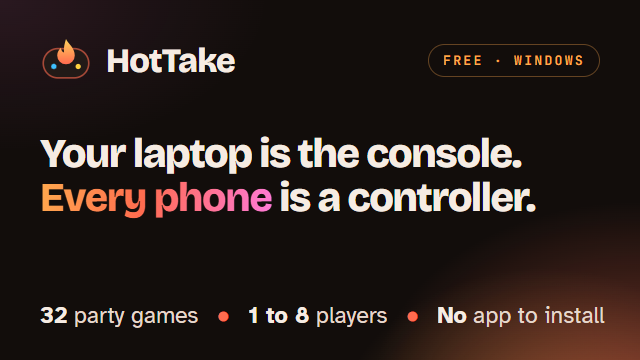 HotTake
FREE · WINDOWS
Your laptop is the console.
Every phone is a controller.
32 party games ● 1 to 8 players ● No app to install